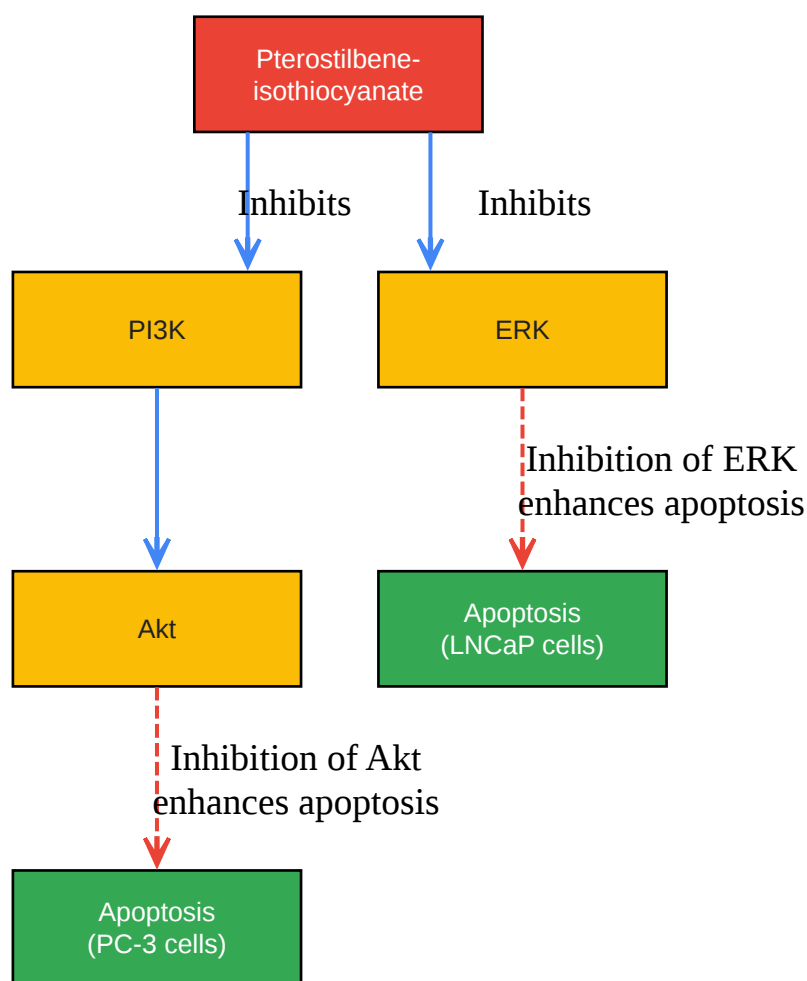 Pterostilbene-
isothiocyanate
Inhibits
Inhibits
PI3K
ERK
Inhibition of ERK
enhances apoptosis
Akt
Apoptosis
(LNCaP cells)
Inhibition of Akt
enhances apoptosis
Apoptosis
(PC-3 cells)